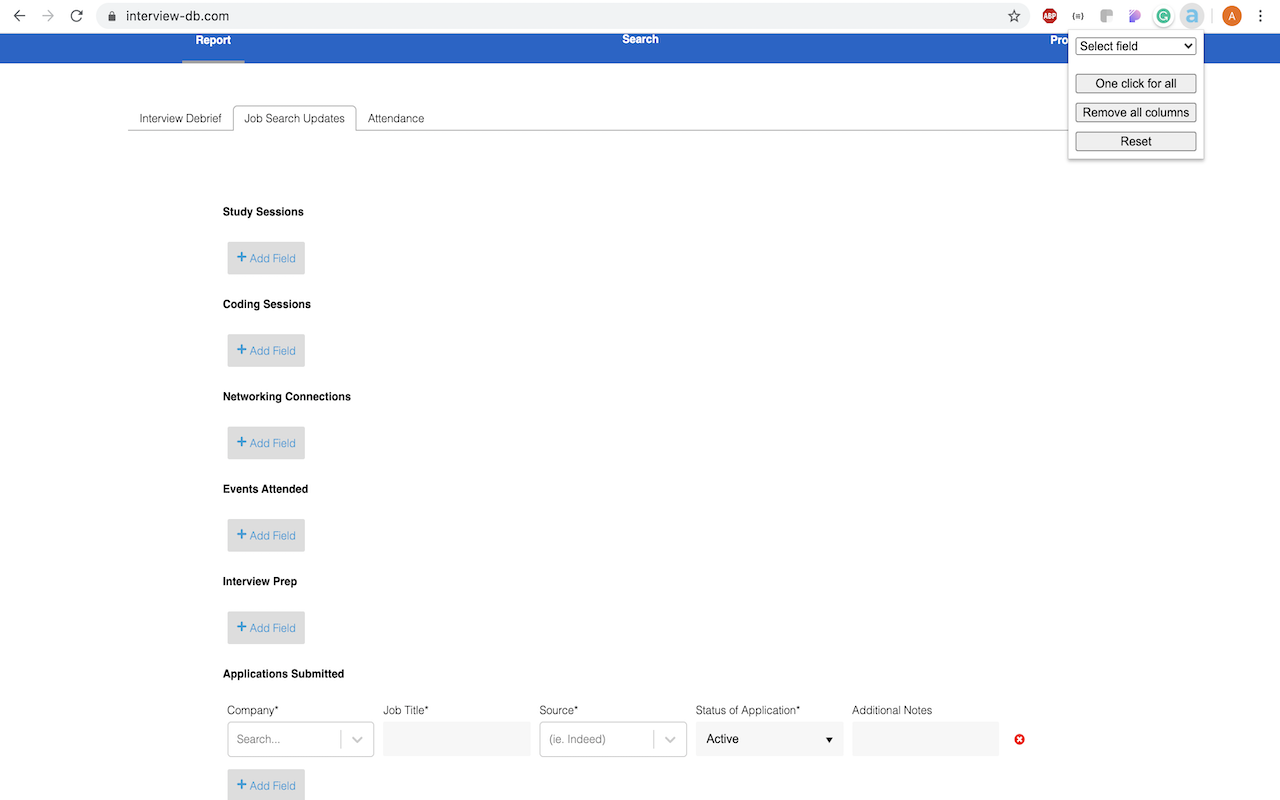 interview-db.com
ABP
A
Report
Search
Pro
Select field
One click for all
Remove all columns
Reset
Interview Debrief
Job Search Updates
Attendance
Study Sessions
+ Add Field
Coding Sessions
+ Add Field
Networking Connections
+ Add Field
Events Attended
+ Add Field
Interview Prep
+ Add Field
Applications Submitted
Company* Job Title* Source* Status of Application* Additional Notes
Search... (ie. Indeed) Active
+ Add Field